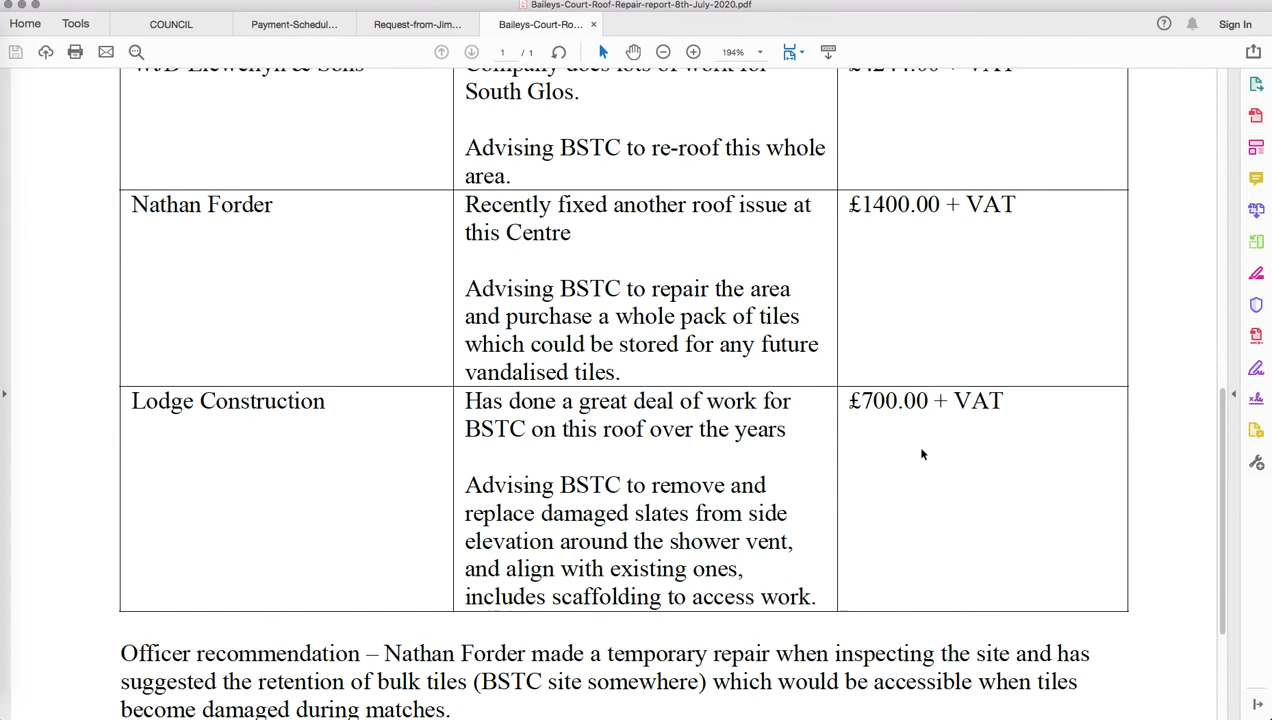 Baileys-Court-Roof-Repair-report-8th-July-2020.pdf
Home Tools COUNCIL Payment-Schedul... Request-from-Jim... Baileys-Court-Ro... × Sign In
1 / 1 194%
WJD Llewellyn & Sons Company does lots of work for £4244.00 + VAT
South Glos.
Advising BSTC to re-roof this whole
area.
Nathan Forder Recently fixed another roof issue at £1400.00 + VAT
this Centre
Advising BSTC to repair the area
and purchase a whole pack of tiles
which could be stored for any future
vandalised tiles.
Lodge Construction Has done a great deal of work for £700.00 + VAT
BSTC on this roof over the years
Advising BSTC to remove and
replace damaged slates from side
elevation around the shower vent,
and align with existing ones,
includes scaffolding to access work.
Officer recommendation – Nathan Forder made a temporary repair when inspecting the site and has
suggested the retention of bulk tiles (BSTC site somewhere) which would be accessible when tiles
become damaged during matches.